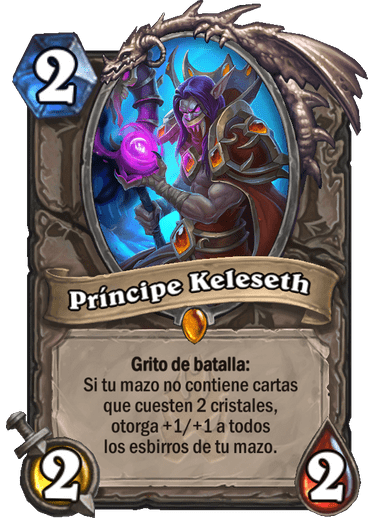 2
Príncipe Keleseth
Grito de batalla:
Si tu mazo no contiene cartas
que cuesten 2 cristales,
otorga +1/+1 a todos
los esbirros de tu mazo.
2
2